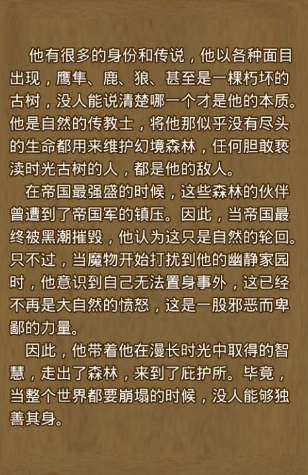 他有很多的身份和传说，他以各种面目
出现，鹰隼、鹿、狼、甚至是一棵朽坏的
古树，没人能说清楚哪一个才是他的本质。
他是自然的传教士，将他那似乎没有尽头
的生命都用来维护幻境森林，任何胆敢亵
渎时光古树的人，都是他的敌人。
在帝国最强盛的时候，这些森林的伙伴
曾遭到了帝国军的镇压。因此，当帝国最
终被黑潮摧毁，他认为这只是自然的轮回。
只不过，当魔物开始打扰到他的幽静家园
时，他意识到自己无法置身事外，这已经
不再是大自然的愤怒，这是一股邪恶而卑
鄙的力量。
因此，他带着他在漫长时光中取得的智
慧，走出了森林，来到了庇护所。毕竟，
当整个世界都要崩塌的时候，没人能够独
善其身。